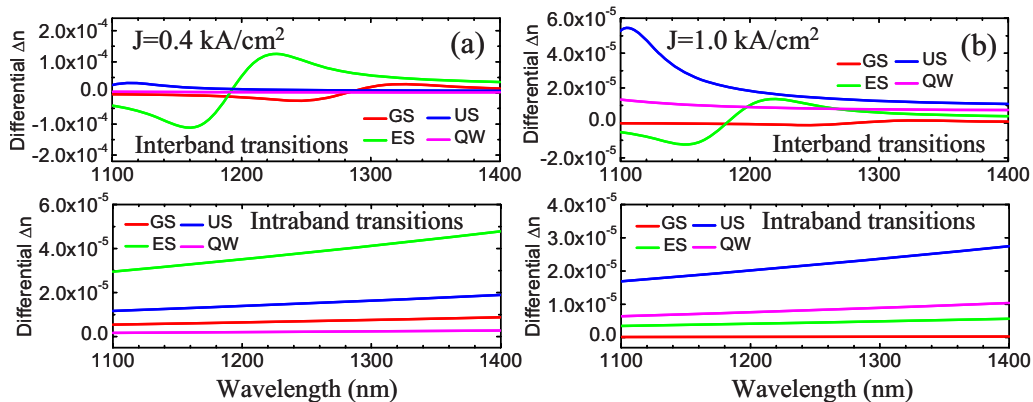 J=0.4 kA/cm²
(a)
Differential Δn
2.0x10⁻⁴
1.0x10⁻⁴
0.0
-1.0x10⁻⁴
-2.0x10⁻⁴
GS US
ES QW
Interband transitions
1100 1200 1300 1400
J=1.0 kA/cm²
(b)
Differential Δn
6.0x10⁻⁵
4.0x10⁻⁵
2.0x10⁻⁵
0.0
-2.0x10⁻⁵
GS US
ES QW
Interband transitions
1100 1200 1300 1400
Differential Δn
6.0x10⁻⁵
4.0x10⁻⁵
2.0x10⁻⁵
0.0
GS US
ES QW
Intraband transitions
1100 1200 1300 1400
Wavelength (nm)
Differential Δn
4.0x10⁻⁵
3.0x10⁻⁵
2.0x10⁻⁵
1.0x10⁻⁵
0.0
GS US
ES QW
Intraband transitions
1100 1200 1300 1400
Wavelength (nm)